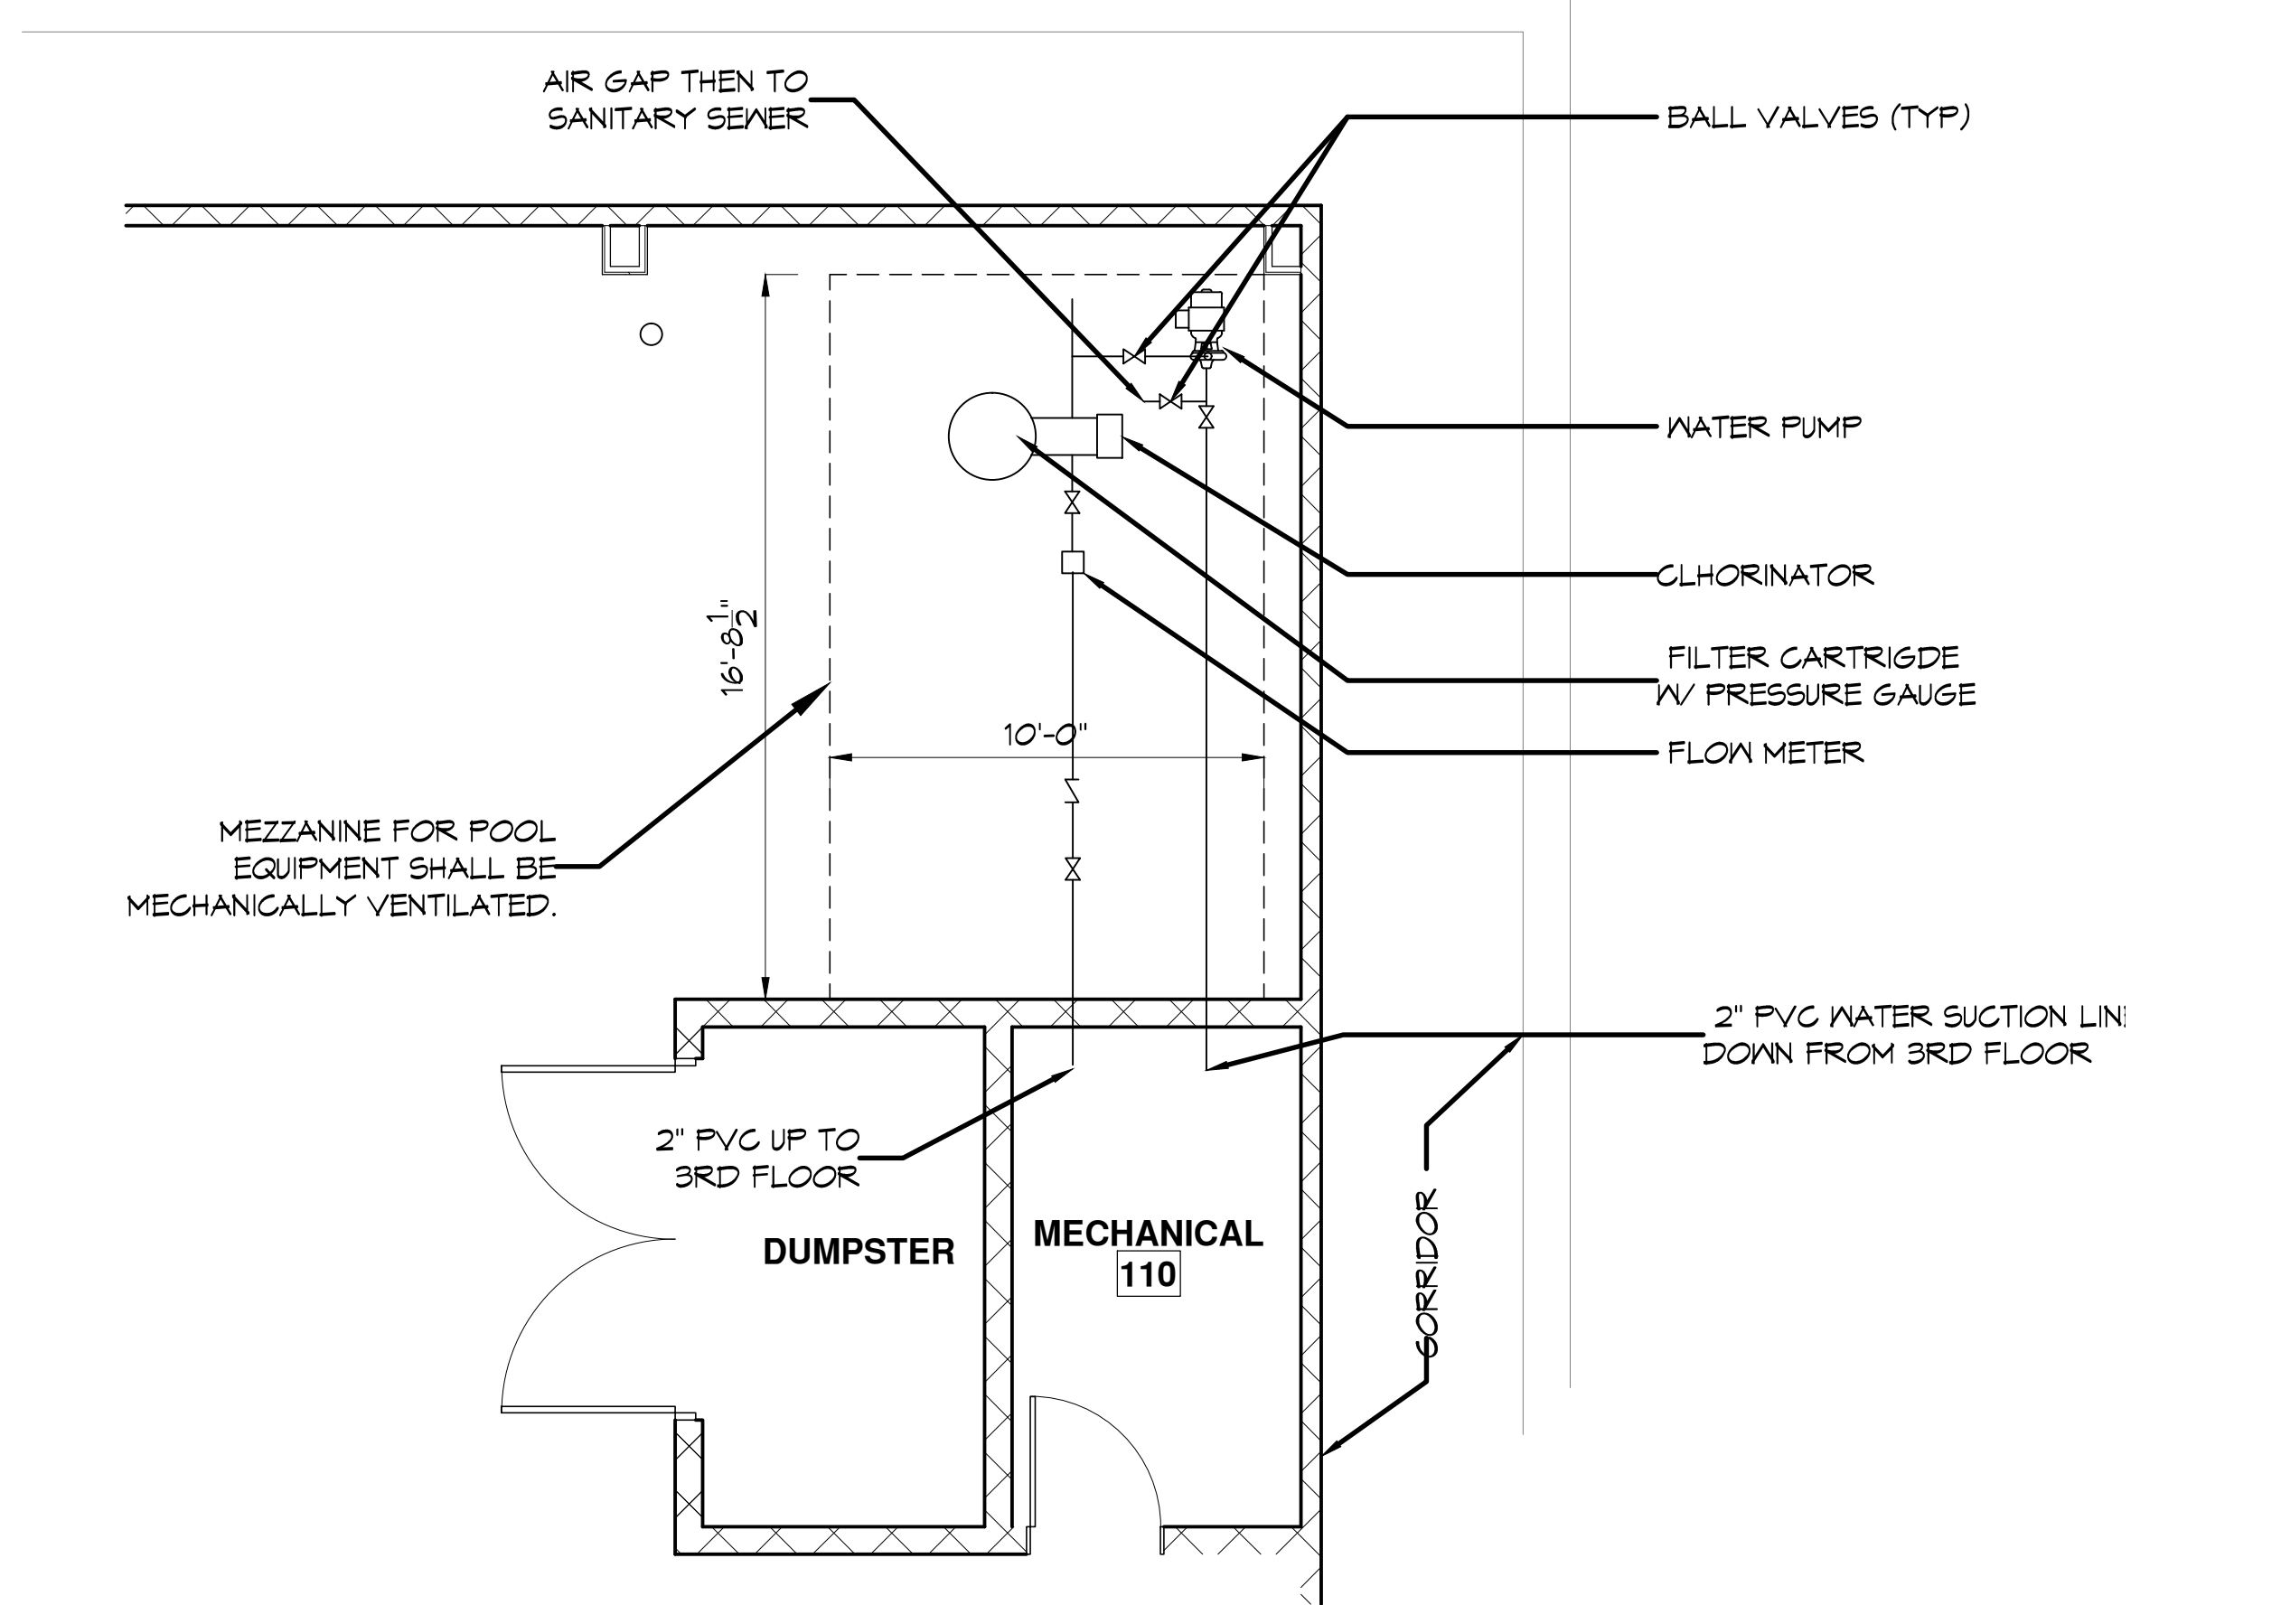 AIR GAP THEN TO
SANITARY SEWER
BALL VALVES (TYP)
WATER PUMP
CLHORINATOR
FILTER CARTRIGDE
W/ PRESSURE GAUGE
FLOW METER
16'-8 1/2"
10'-0"
MEZZANINE FOR POOL
EQUIPMENT SHALL BE
MECHANICALLY VENTILATED.
2" PVC WATER SUCTION LIN
DOWN FROM 3RD FLOOR
2" PVC UP TO
3RD FLOOR
DUMPSTER
MECHANICAL
110
CORRIDOR